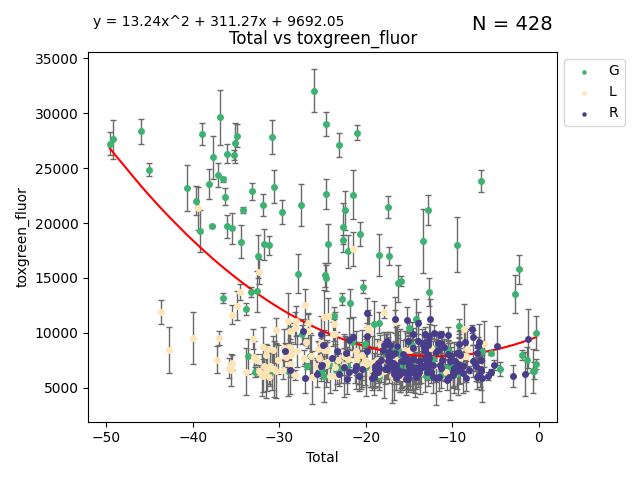 y = 13.24x^2 + 311.27x + 9692.05
N = 428
Total vs toxgreen_fluor
35000
30000
25000
20000
15000
10000
5000
toxgreen_fluor
−50
−40
−30
−20
−10
0
Total
G
L
R